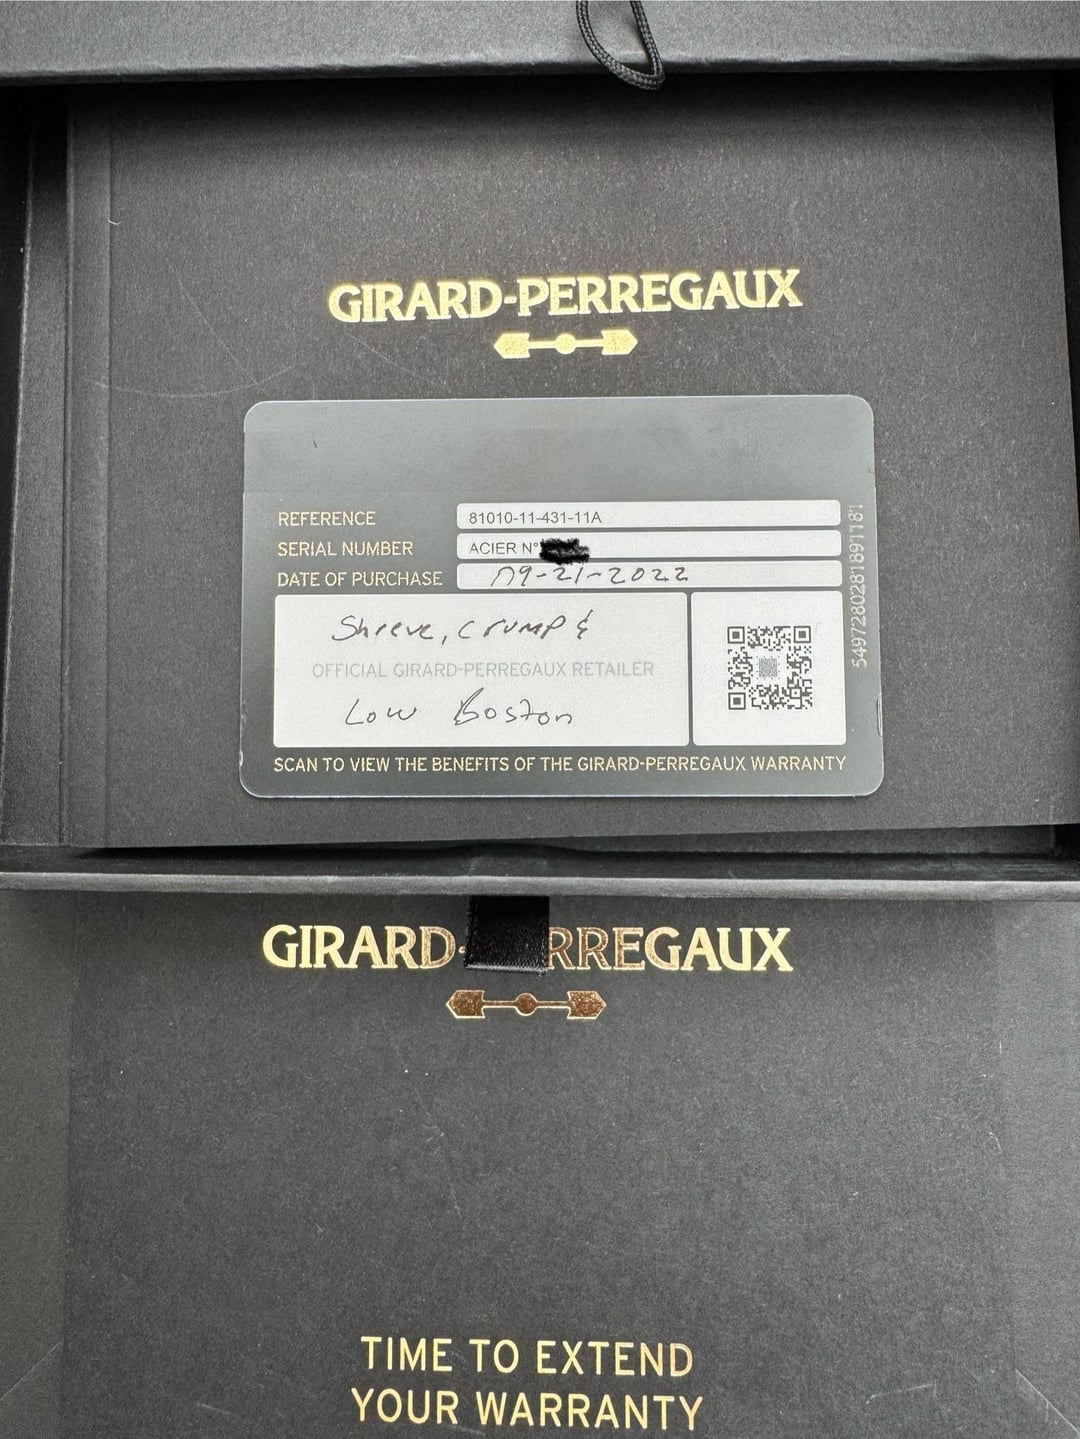 GIRARD-PERREGAUX
REFERENCE 81010-11-431-11A
SERIAL NUMBER ACIER N°
DATE OF PURCHASE 09-21-2022
Shreve, Crump &
OFFICIAL GIRARD-PERREGAUX RETAILER
Low Boston
5497280281891181
SCAN TO VIEW THE BENEFITS OF THE GIRARD-PERREGAUX WARRANTY
GIRARD- RREGAUX
TIME TO EXTEND
YOUR WARRANTY